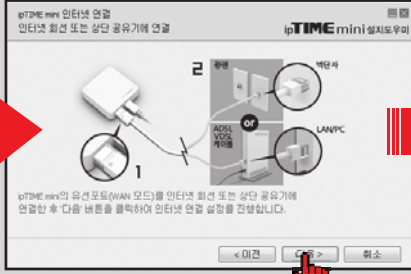 ipTIME mini 인터넷 연결
인터넷 회선 또는 상단 공유기에 연결
ipTIME mini 설치도우미
2
광랜
벽단자
or
ADSL
VDSL
케이블
LAN/PC
1
ipTIME mini의 유선포트(WAN 모드)를 인터넷 회선 또는 상단 공유기에
연결한 후 '다음' 버튼을 클릭하여 인터넷 연결 설정을 진행합니다.
< 이전
다음 >
취소